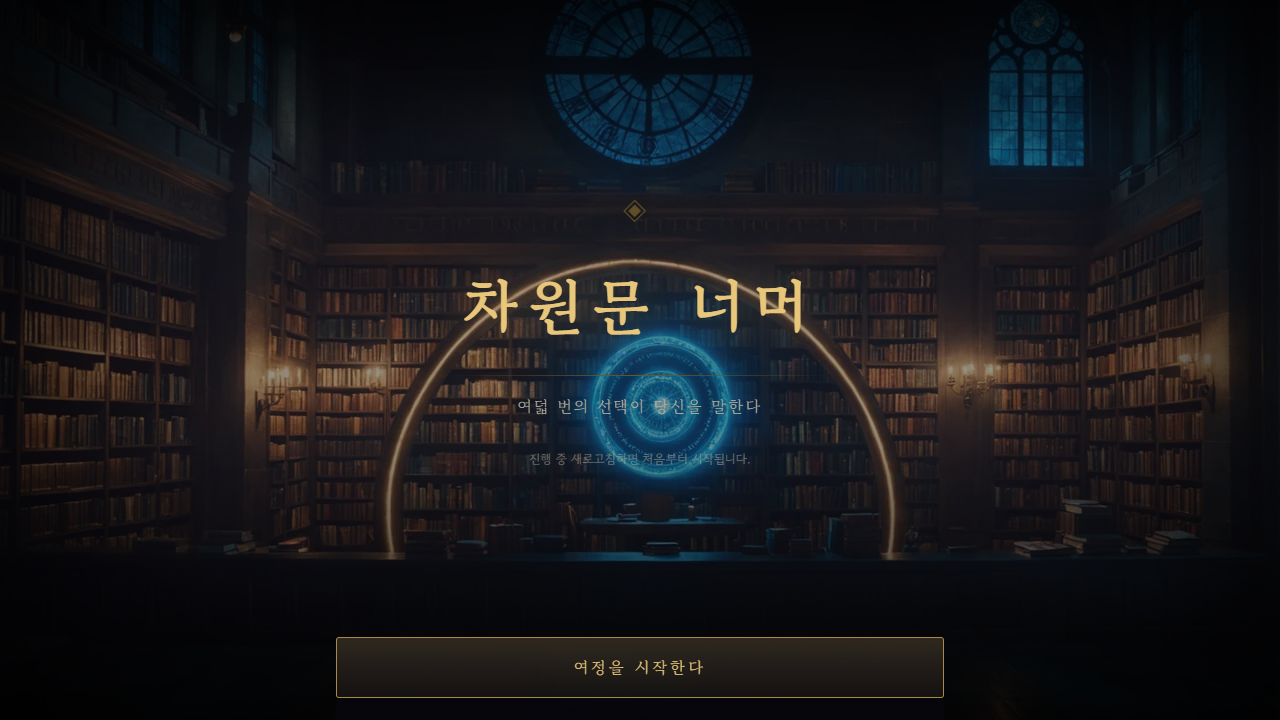 차원문 너머
여덟 번의 선택이 당신을 말한다
진행 중 새로고침하면 처음부터 시작됩니다.
여정을 시작한다